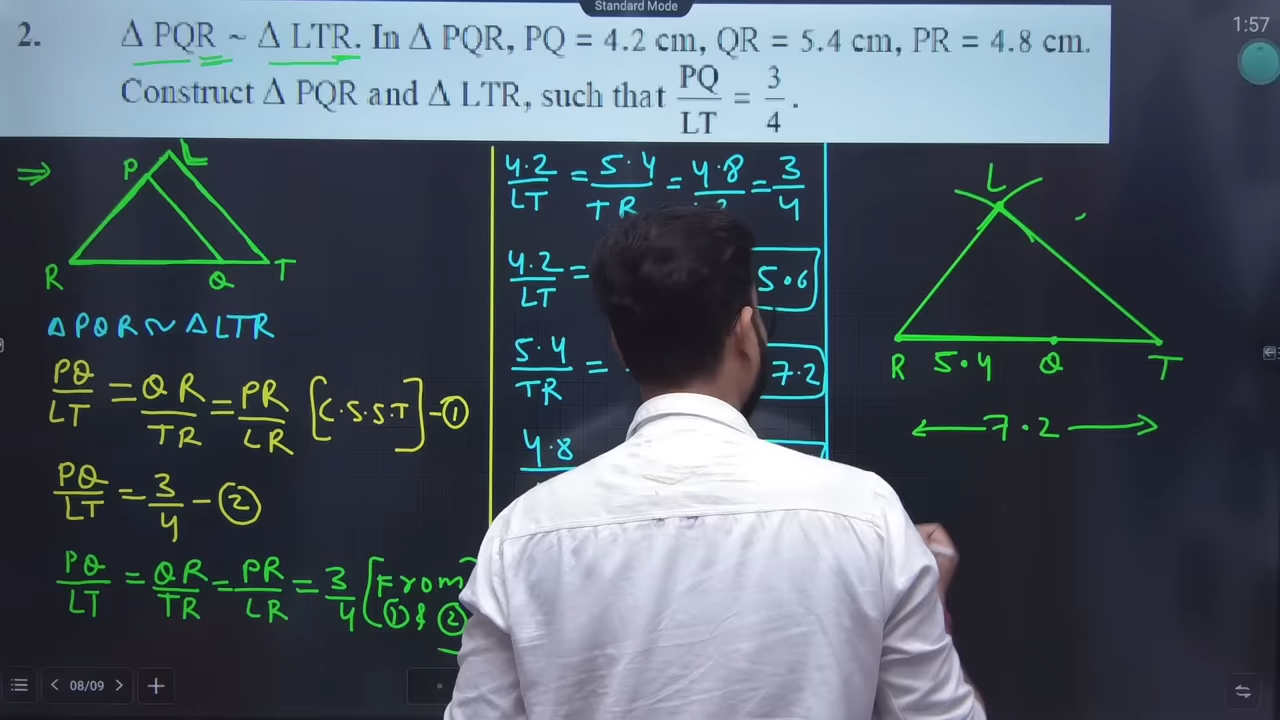 Standard Mode
1:57
2. Δ PQR ~ Δ LTR. In Δ PQR, PQ = 4.2 cm, QR = 5.4 cm, PR = 4.8 cm.
Construct Δ PQR and Δ LTR, such that PQ/LT = 3/4.
⇒
P L
R Q T
Δ PQR ~ Δ LTR
PQ/LT = QR/TR = PR/LR [C.S.S.T] - ①
PQ/LT = 3/4 - ②
PQ/LT = QR/TR = PR/LR = 3/4 [From
① & ②
4.2/LT = 5.4/TR = 4.8/ = 3/4
4.2/LT = 5.6
5.4/TR = 7.2
4.8
L
R 5.4 Q T
7.2
08/09